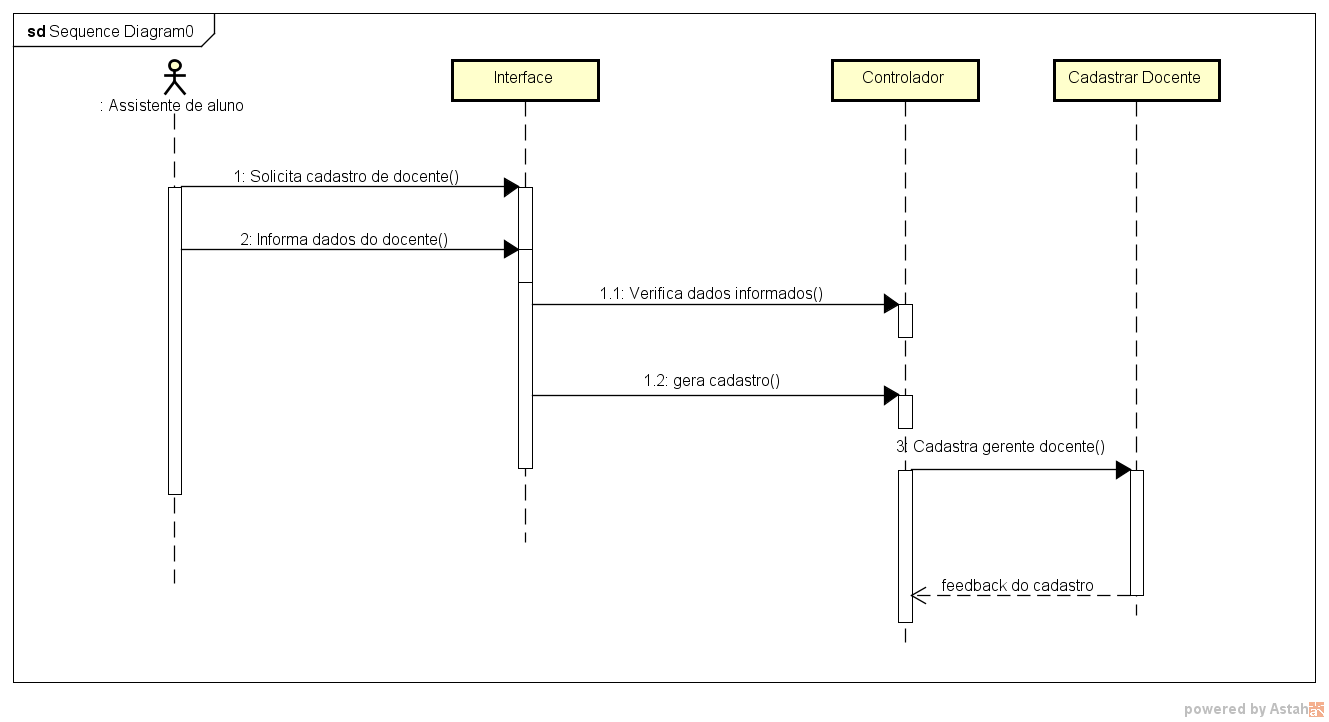 sd Sequence Diagram0
: Assistente de aluno
Interface
Controlador
Cadastrar Docente
1: Solicita cadastro de docente()
2: Informa dados do docente()
1.1: Verifica dados informados()
1.2: gera cadastro()
3: Cadastra gerente docente()
feedback do cadastro
powered by Astah